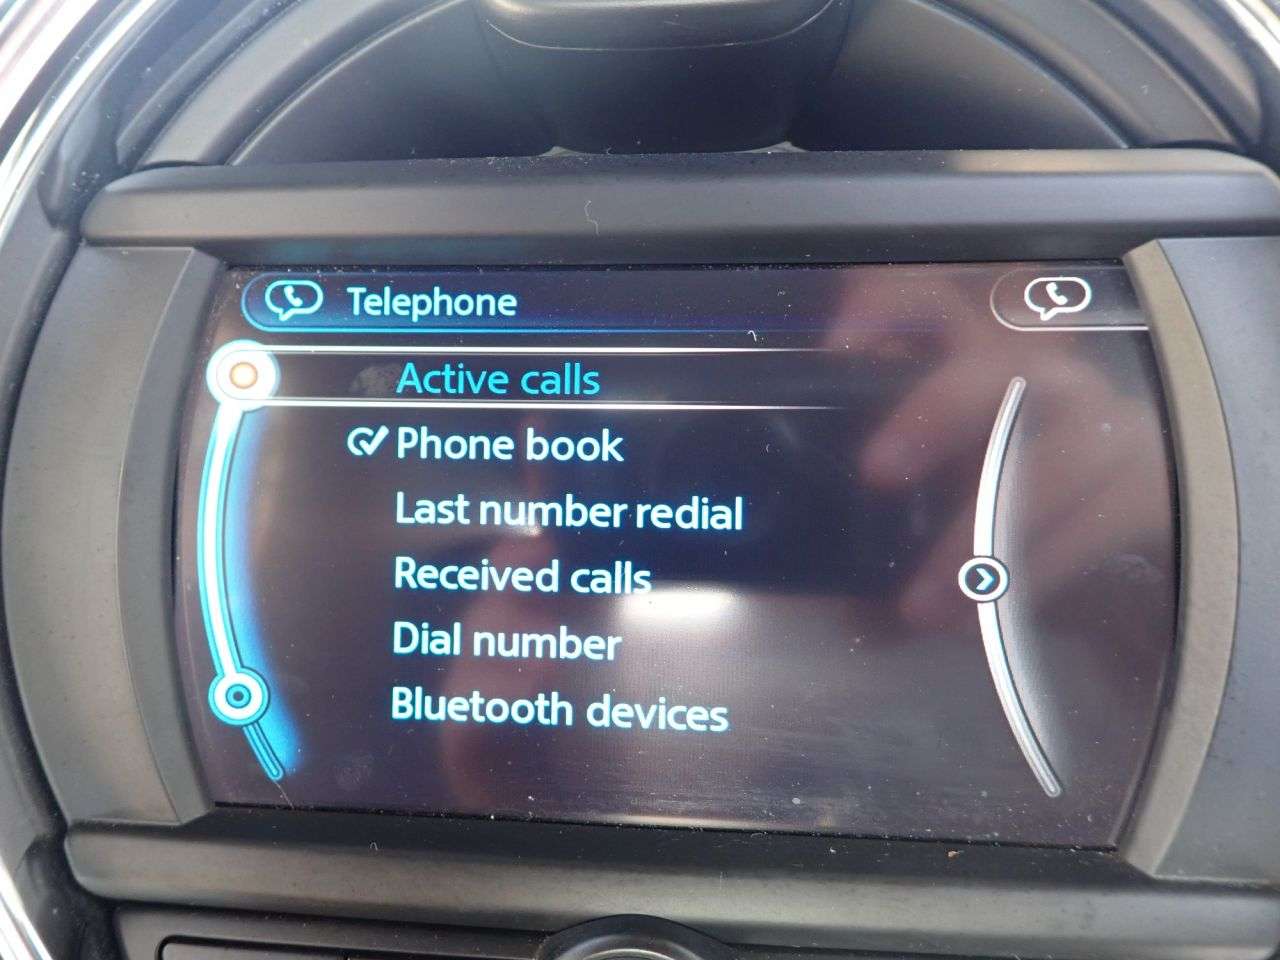 Telephone
Active calls
Phone book
Last number redial
Received calls
Dial number
Bluetooth devices